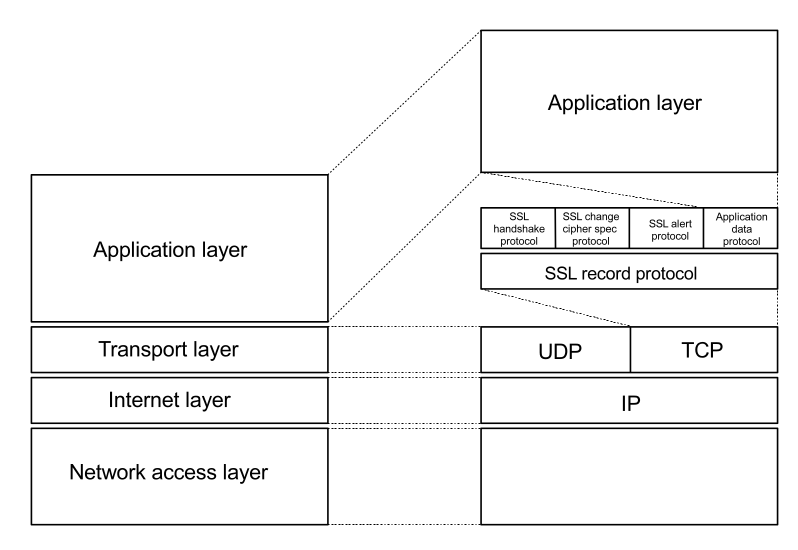 Application layer
Transport layer
Internet layer
Network access layer
Application layer
SSL
handshake
protocol
SSL change
cipher spec
protocol
SSL alert
protocol
Application
data
protocol
SSL record protocol
UDP
TCP
IP